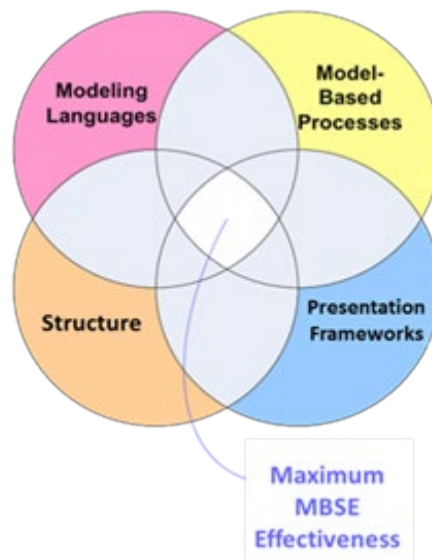 Modeling
Languages
Model-
Based
Processes
Structure
Presentation
Frameworks
Maximum
MBSE
Effectiveness